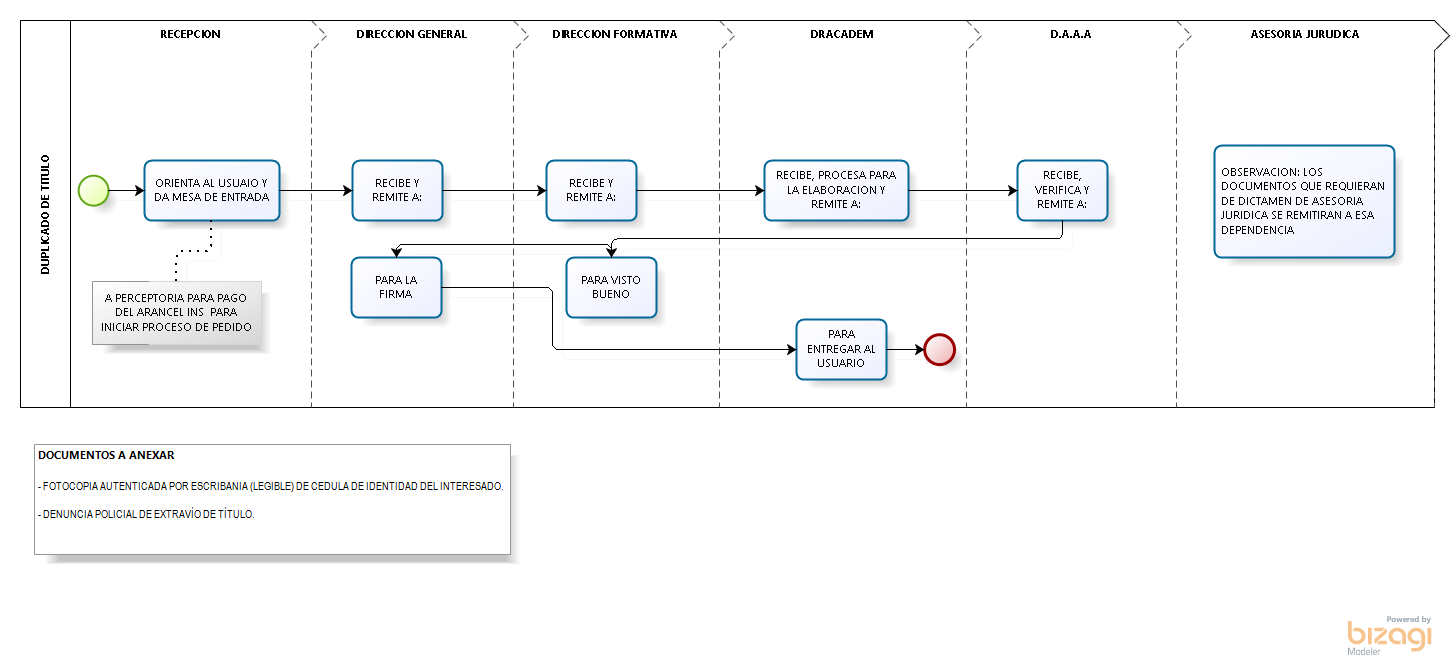 RECEPCION
DIRECCION GENERAL
DIRECCION FORMATIVA
DRACADEM
D.A.A.A
ASESORIA JURUDICA
DUPLICADO DE TITULO
ORIENTA AL USUAIO Y
DA MESA DE ENTRADA
RECIBE Y
REMITE A:
RECIBE Y
REMITE A:
RECIBE, PROCESA PARA
LA ELABORACION Y
REMITE A:
RECIBE,
VERIFICA Y
REMITE A:
OBSERVACION: LOS
DOCUMENTOS QUE REQUIERAN
DE DICTAMEN DE ASESORIA
JURIDICA SE REMITIRAN A ESA
DEPENDENCIA
A PERCEPTORIA PARA PAGO
DEL ARANCEL INS PARA
INICIAR PROCESO DE PEDIDO
PARA LA
FIRMA
PARA VISTO
BUENO
PARA
ENTREGAR AL
USUARIO
DOCUMENTOS A ANEXAR
- FOTOCOPIA AUTENTICADA POR ESCRIBANIA (LEGIBLE) DE CEDULA DE IDENTIDAD DEL INTERESADO.
- DENUNCIA POLICIAL DE EXTRAVÍO DE TÍTULO.
Powered by
bizagi
Modeler